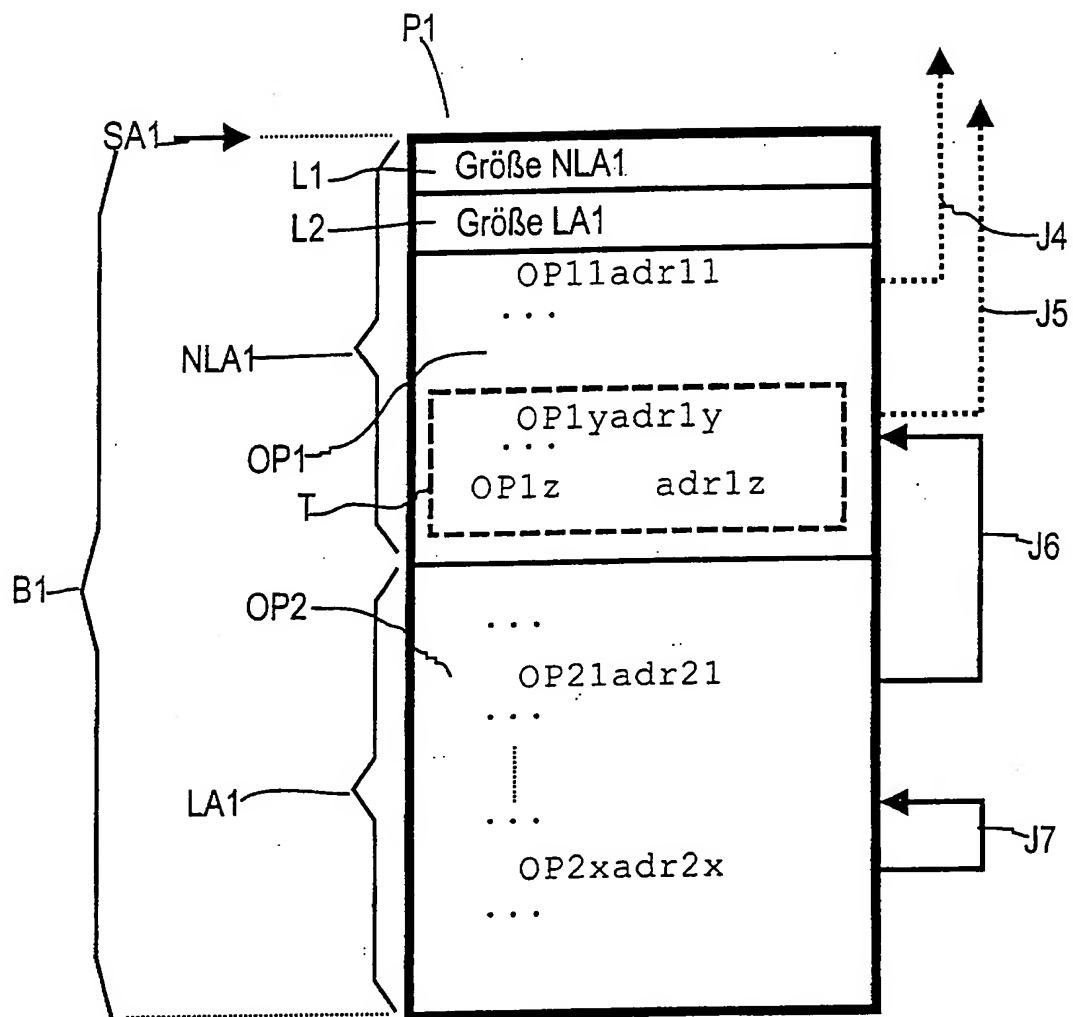 P1
SA1
L1
Größe NLA1
L2
Größe LA1
J4
OP11adr11
...
J5
NLA1
OP1yadr1y
...
OP1
OP1z adr1z
T
J6
B1
OP2
...
OP21adr21
...
LA1
...
J7
OP2xadr2x
...